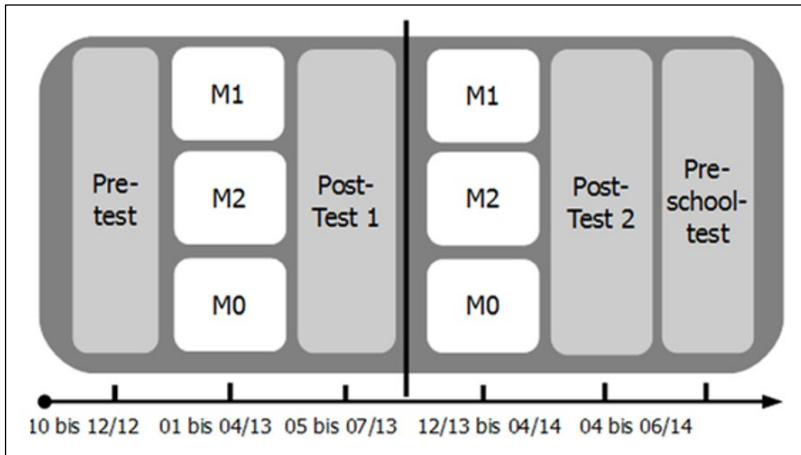 Pre-
test
M1
M2
M0
Post-
Test 1
M1
M2
M0
Post-
Test 2
Pre-
school-
test
10 bis 12/12
01 bis 04/13
05 bis 07/13
12/13 bis 04/14
04 bis 06/14